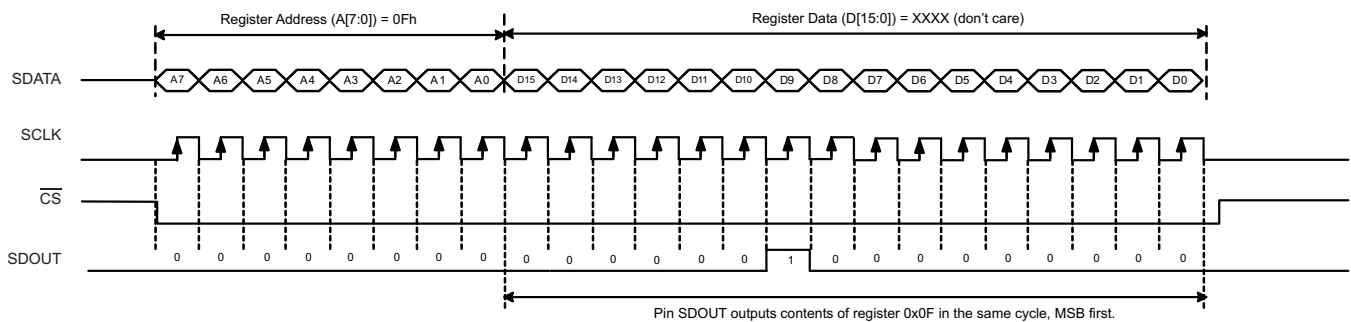 Register Address (A[7:0]) = 0Fh Register Data (D[15:0]) = XXXX (don't care)
SDATA A7 A6 A5 A4 A3 A2 A1 A0 D15 D14 D13 D12 D11 D10 D9 D8 D7 D6 D5 D4 D3 D2 D1 D0
SCLK
CS
SDOUT 0 0 0 0 0 0 0 0 0 0 0 0 0 0 1 0 0 0 0 0 0 0 0 0
Pin SDOUT outputs contents of register 0x0F in the same cycle, MSB first.